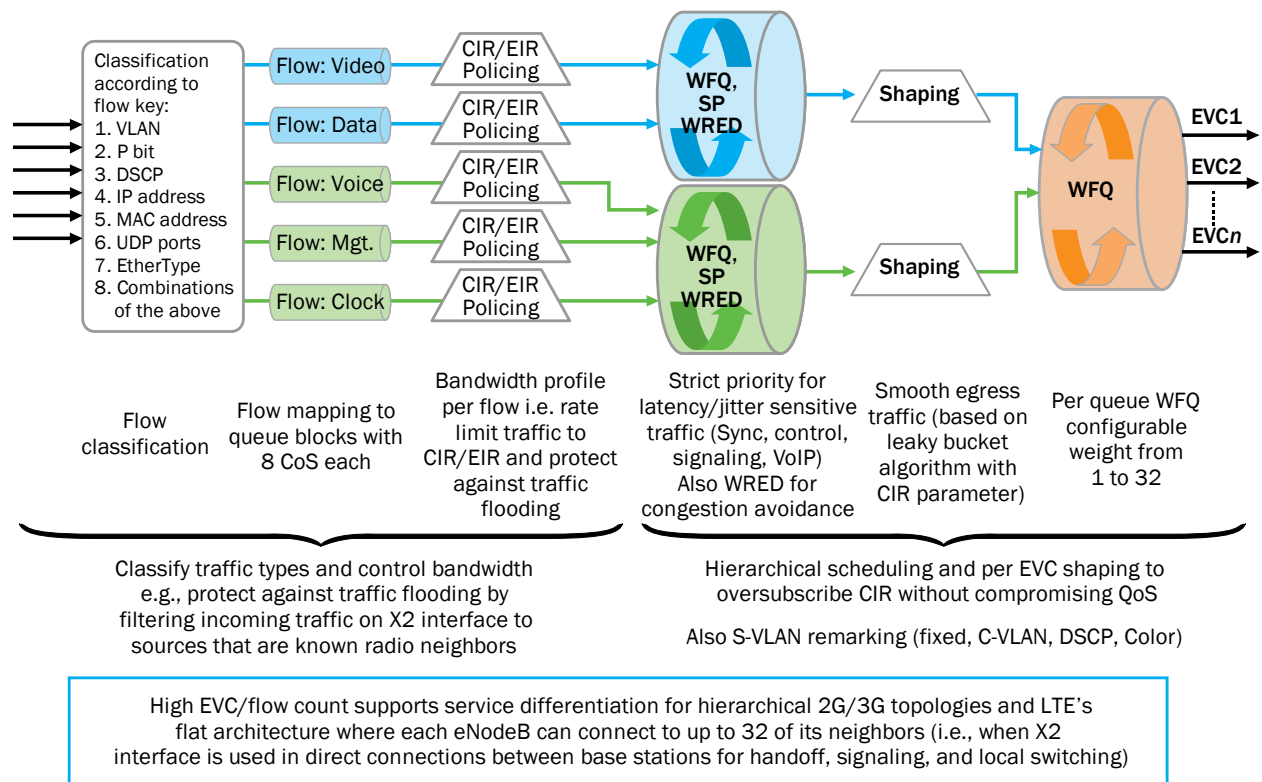 Classification
according to
flow key:
1. VLAN
2. P bit
3. DSCP
4. IP address
5. MAC address
6. UDP ports
7. EtherType
8. Combinations
of the above
Flow: Video
Flow: Data
Flow: Voice
Flow: Mgt.
Flow: Clock
CIR/EIR
Policing
CIR/EIR
Policing
CIR/EIR
Policing
CIR/EIR
Policing
CIR/EIR
Policing
WFQ,
SP
WRED
WFQ,
SP
WRED
Shaping
Shaping
WFQ
EVC1
EVC2
EVCn
Flow
classification
Flow mapping to
queue blocks with
8 CoS each
Bandwidth profile
per flow i.e. rate
limit traffic to
CIR/EIR and protect
against traffic
flooding
Strict priority for
latency/jitter sensitive
traffic (Sync, control,
signaling, VoIP)
Also WRED for
congestion avoidance
Smooth egress
traffic (based on
leaky bucket
algorithm with
CIR parameter)
Per queue WFQ
configurable
weight from
1 to 32
Classify traffic types and control bandwidth
e.g., protect against traffic flooding by
filtering incoming traffic on X2 interface to
sources that are known radio neighbors
Hierarchical scheduling and per EVC shaping to
oversubscribe CIR without compromising QoS
Also S-VLAN remarking (fixed, C-VLAN, DSCP, Color)
High EVC/flow count supports service differentiation for hierarchical 2G/3G topologies and LTE's
flat architecture where each eNodeB can connect to up to 32 of its neighbors (i.e., when X2
interface is used in direct connections between base stations for handoff, signaling, and local switching)